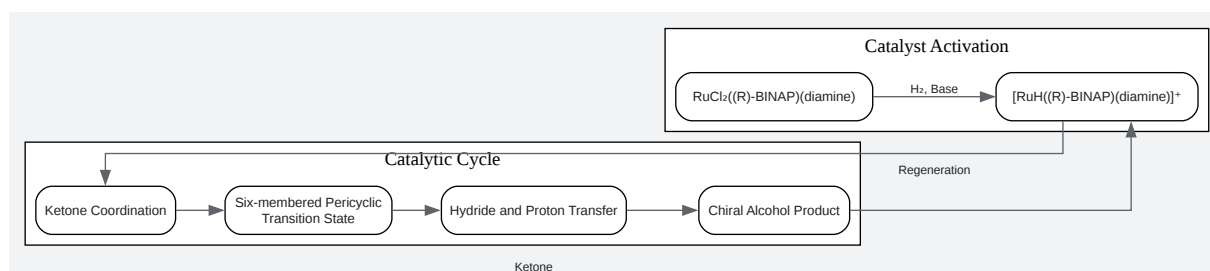 Catalyst Activation
RuCl₂((R)-BINAP)(diamine)
H₂, Base
[RuH((R)-BINAP)(diamine)]⁺
Catalytic Cycle
Regeneration
Ketone Coordination
Six-membered Pericyclic
Transition State
Hydride and Proton Transfer
Chiral Alcohol Product
Ketone